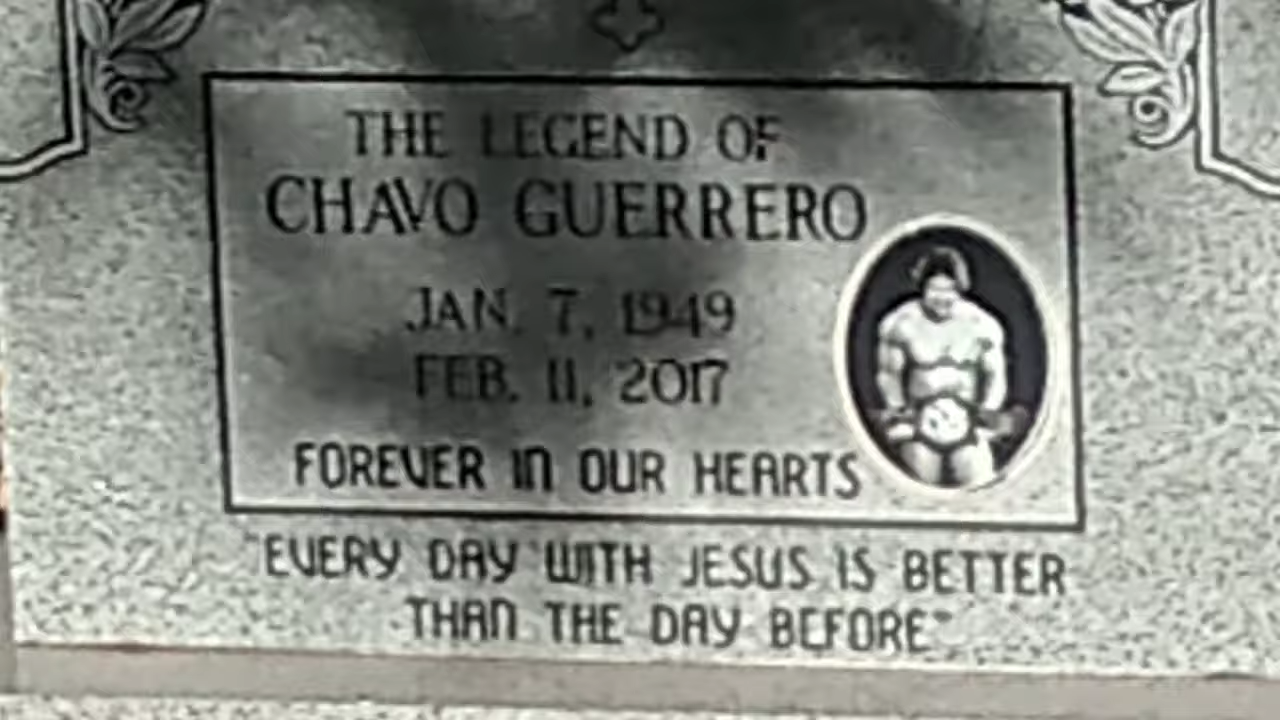 THE LEGEND OF
CHAVO GUERRERO
JAN. 7, 1949
FEB. 11, 2017
FOREVER IN OUR HEARTS
"EVERY DAY WITH JESUS IS BETTER
THAN THE DAY BEFORE"